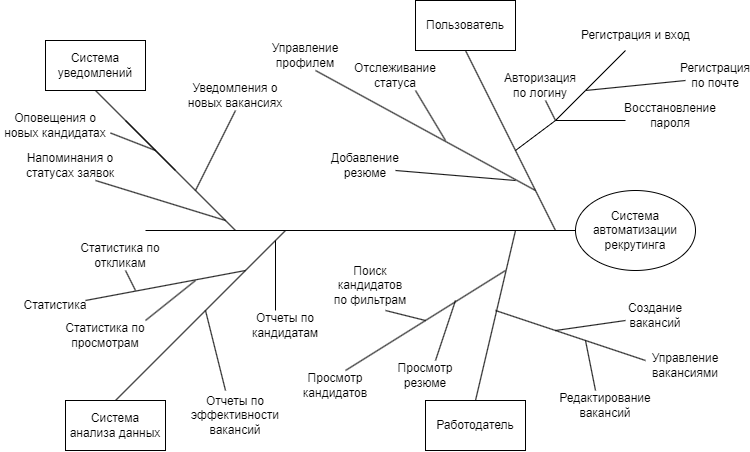 Система
уведомлений
Пользователь
Управление
профилем
Отслеживание
статуса
Регистрация и вход
Авторизация
по логину
Регистрация
по почте
Восстановление
пароля
Уведомления о
новых вакансиях
Оповещения о
новых кандидатах
Напоминания о
статусах заявок
Добавление
резюме
Система
автоматизации
рекрутинга
Статистика по
откликам
Статистика
Статистика по
просмотрам
Отчеты по
кандидатам
Поиск
кандидатов
по фильтрам
Просмотр
кандидатов
Просмотр
резюме
Создание
вакансий
Управление
вакансиями
Редактирование
вакансий
Отчеты по
эффективности
вакансий
Система
анализа данных
Работодатель